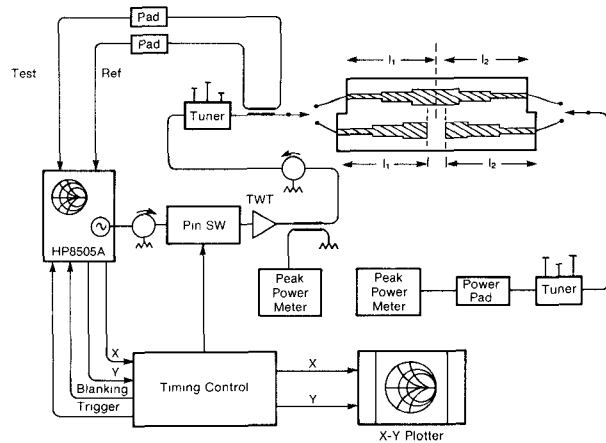 Pad
Pad
Test
Ref
Tuner
l₁
l₂
l₁
l
l₂
HP8505A
Pin SW
TWT
Peak
Power
Meter
Peak
Power
Meter
Power
Pad
Tuner
X
Y
Blanking
Trigger
Timing Control
X
Y
X-Y Plotter